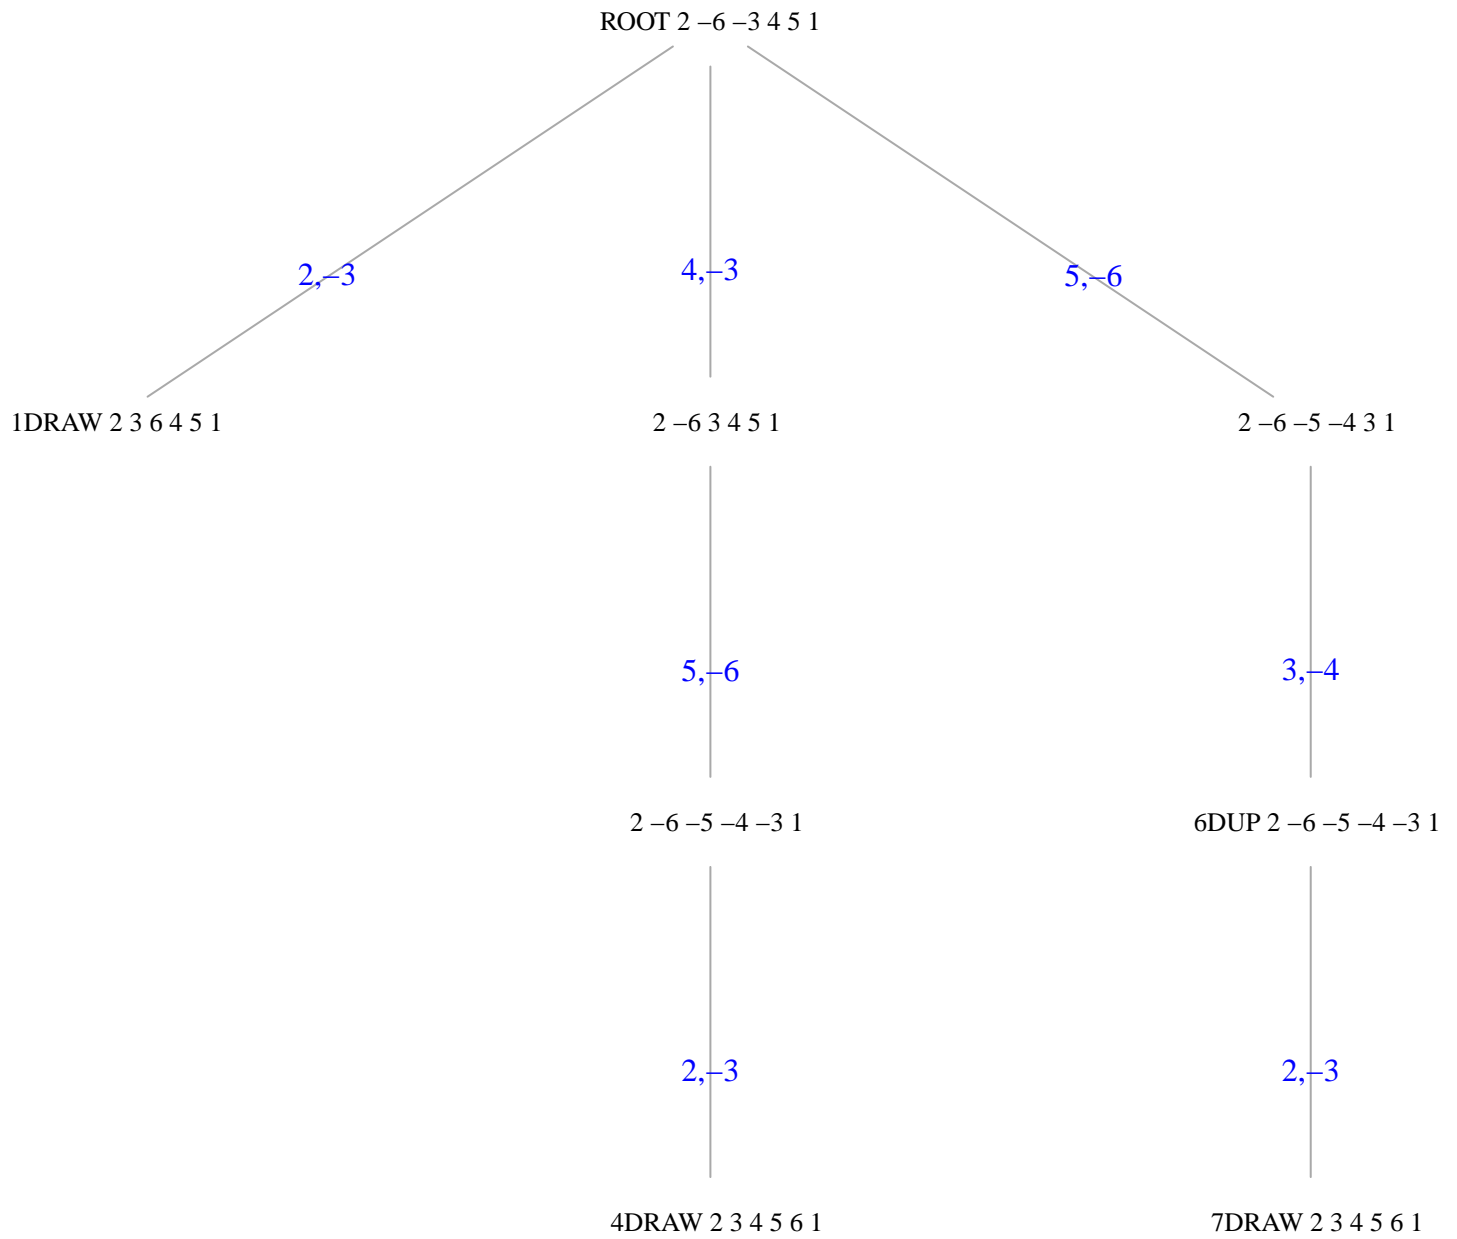 ROOT 2 –6 –3 4 5 1
2,–3
4,–3
5,–6
1DRAW 2 3 6 4 5 1
2 –6 3 4 5 1
2 –6 –5 –4 3 1
5,–6
3,–4
2 –6 –5 –4 –3 1
6DUP 2 –6 –5 –4 –3 1
2,–3
2,–3
4DRAW 2 3 4 5 6 1
7DRAW 2 3 4 5 6 1